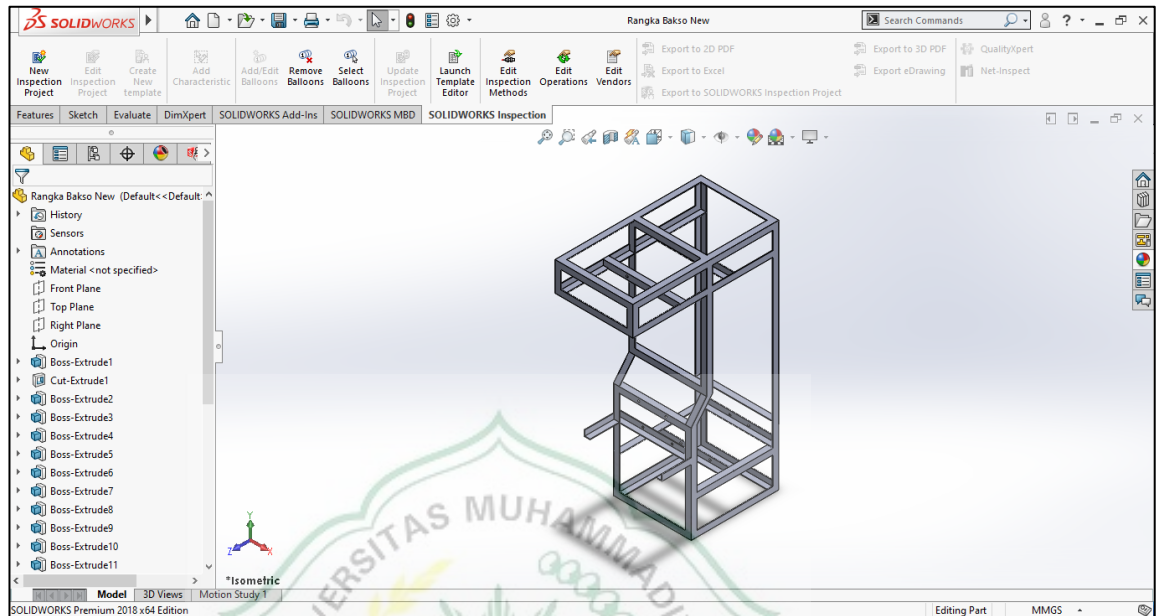 SOLIDWORKS
Rangka Bakso New
Search Commands
New Inspection Project
Edit Inspection Project
Create New template
Add Characteristic
Add/Edit Balloons
Remove Balloons
Select Balloons
Update Inspection Project
Launch Template Editor
Edit Inspection Methods
Edit Operations
Edit Vendors
Export to 2D PDF
Export to Excel
Export to SOLIDWORKS Inspection Project
Export to 3D PDF
Export eDrawing
QualityXpert
Net-Inspect
Features Sketch Evaluate DimXpert SOLIDWORKS Add-Ins SOLIDWORKS MBD SOLIDWORKS Inspection
Rangka Bakso New (Default<<Default:
History
Sensors
Annotations
Material <not specified>
Front Plane
Top Plane
Right Plane
Origin
Boss-Extrude1
Cut-Extrude1
Boss-Extrude2
Boss-Extrude3
Boss-Extrude4
Boss-Extrude5
Boss-Extrude6
Boss-Extrude7
Boss-Extrude8
Boss-Extrude9
Boss-Extrude10
Boss-Extrude11
Y
Z
X
*Isometric
Model 3D Views Motion Study 1
SOLIDWORKS Premium 2018 x64 Edition
Editing Part MMGS